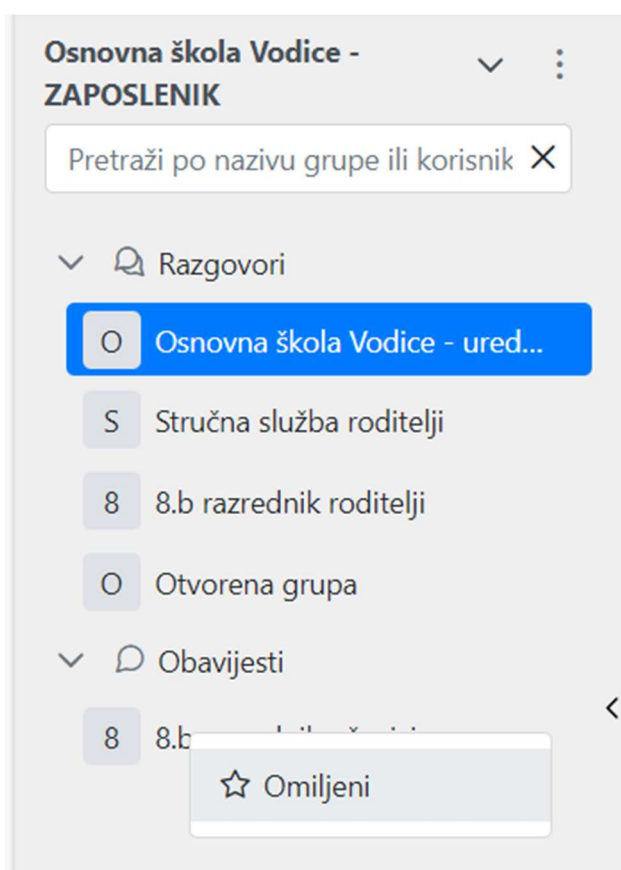 Osnovna škola Vodice -
ZAPOSLENIK
Pretraži po nazivu grupe ili korisnik
Razgovori
O Osnovna škola Vodice - ured...
S Stručna služba roditelji
8 8.b razrednik roditelji
O Otvorena grupa
Obavijesti
8 8.b
Omiljeni